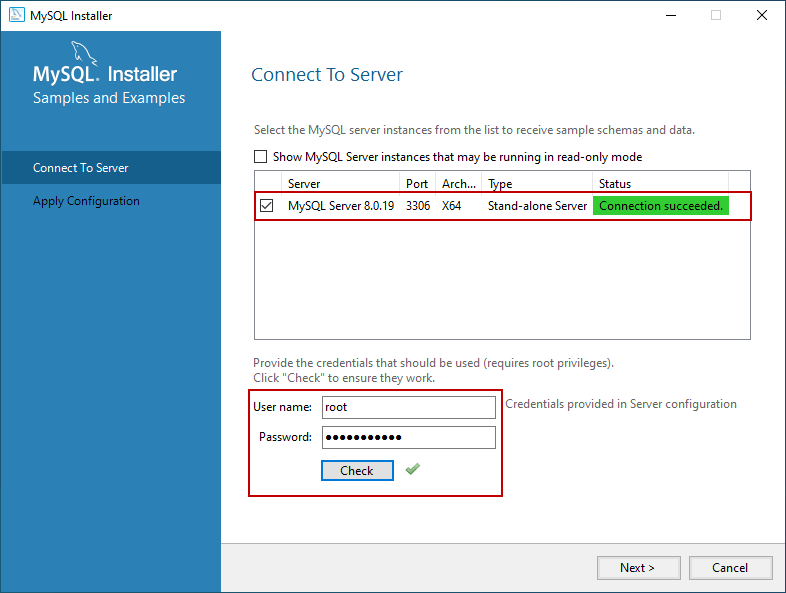 MySQL Installer
MySQL. Installer
Samples and Examples
Connect To Server
Apply Configuration
Connect To Server
Select the MySQL server instances from the list to receive sample schemas and data.
Show MySQL Server instances that may be running in read-only mode
Server Port Arch... Type Status
MySQL Server 8.0.19 3306 X64 Stand-alone Server Connection succeeded.
Provide the credentials that should be used (requires root privileges).
Click "Check" to ensure they work.
User name: root Credentials provided in Server configuration
Password: ●●●●●●●●●●●
Check
Next > Cancel